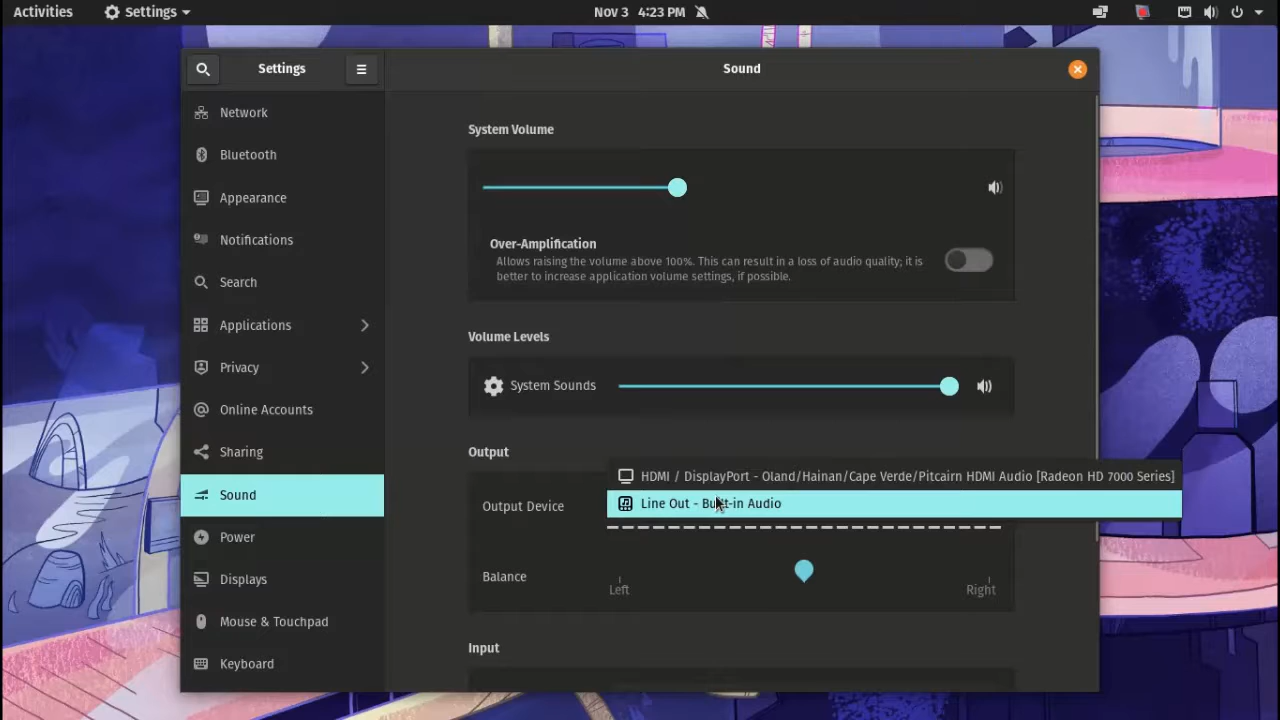 Activities
Settings
Nov 3 4:23 PM
Settings
Sound
Network
Bluetooth
Appearance
Notifications
Search
Applications
Privacy
Online Accounts
Sharing
Sound
Power
Displays
Mouse & Touchpad
Keyboard
System Volume
Over-Amplification
Allows raising the volume above 100%. This can result in a loss of audio quality; it is
better to increase application volume settings, if possible.
Volume Levels
System Sounds
Output
Output Device
HDMI / DisplayPort - Oland/Hainan/Cape Verde/Pitcairn HDMI Audio [Radeon HD 7000 Series]
Line Out - Built-in Audio
Balance
Left
Right
Input